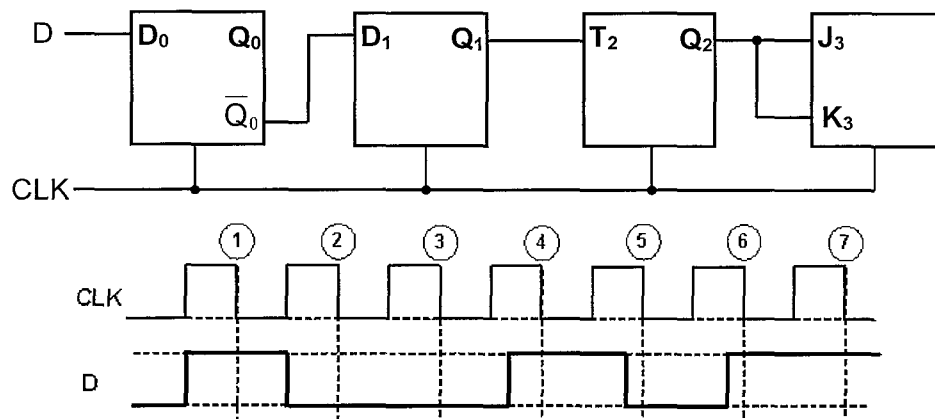 D D₀ Q₀ D₁ Q₁ T₂ Q₂ J₃
Q̅₀ K₃
CLK
1 2 3 4 5 6 7
CLK
D